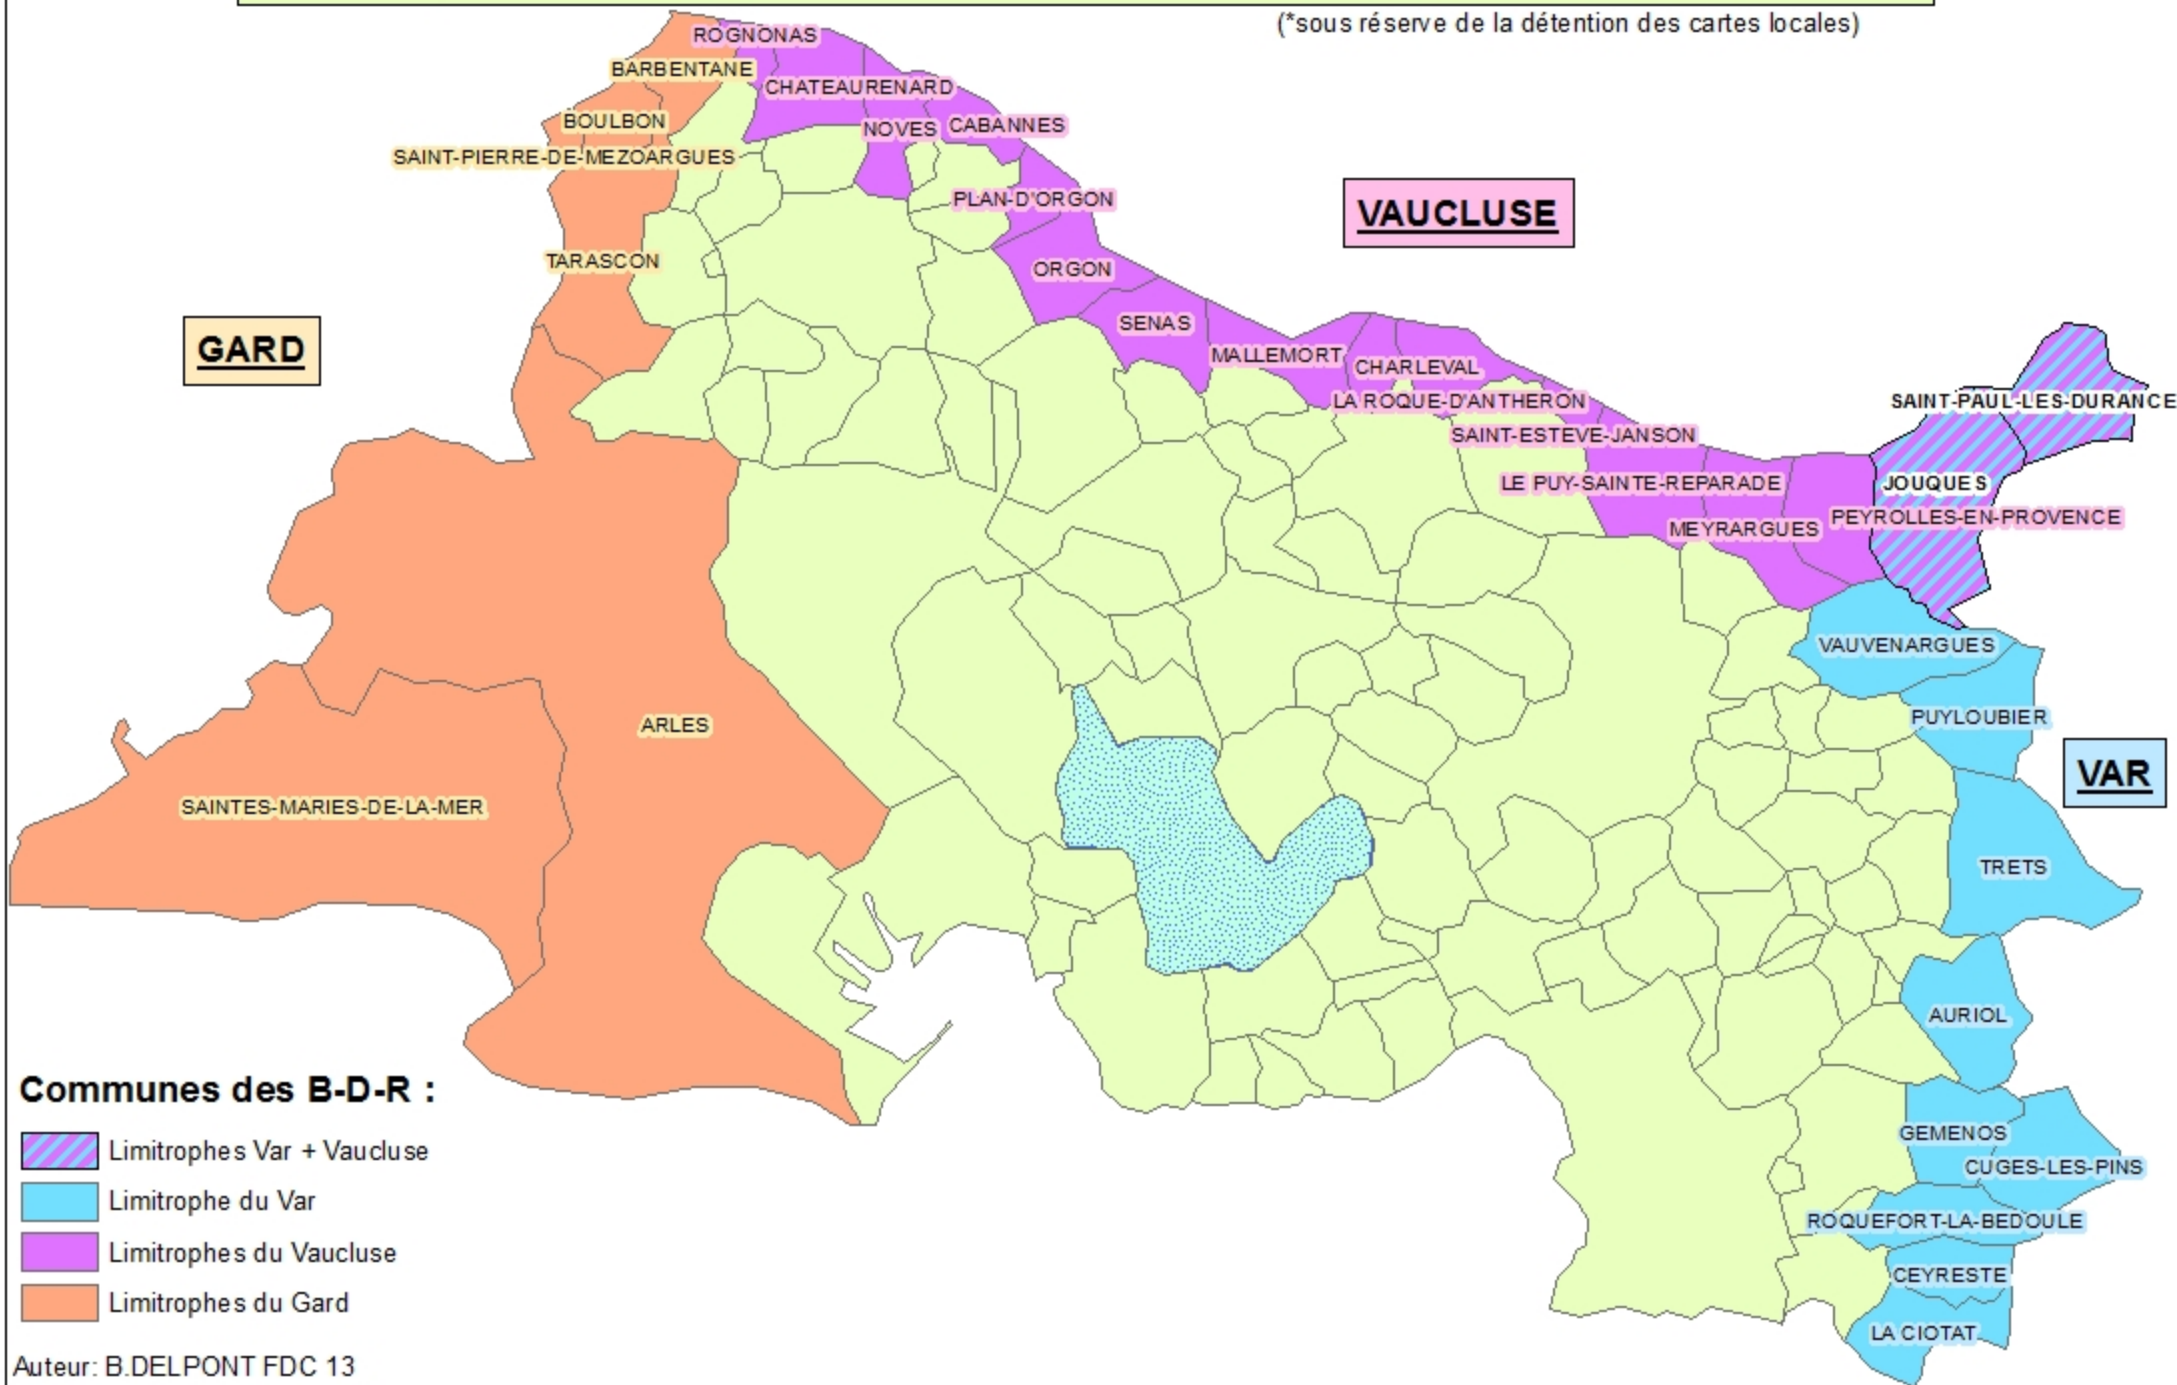 (*sous réserve de la détention des cartes locales)
ROGNONAS
BARBENTANE
CHATEAURENARD
BOULBON
NOVES
CABANNES
SAINT-PIERRE-DE-MEZOARGUES
PLAN-D'ORGON
VAUCLUSE
TARASCON
ORGON
SENAS
GARD
MALLEMORT
CHARLEVAL
LA ROQUE-D'ANTHERON
SAINT-PAUL-LES-DURANCE
SAINT-ESTEVE-JANSON
LE PUY-SAINTE-REPARADE
JOUQUES
MEYRARGUES
PEYROLLES-EN-PROVENCE
VAUVENARGUES
PUYLOUBIER
ARLES
VAR
SAINTES-MARIES-DE-LA-MER
TRETS
AURIOL
GEMENOS
CUGES-LES-PINS
ROQUEFORT-LA-BEDOULE
CEYRESTE
LA CIOTAT
Communes des B-D-R :
Limitrophes Var + Vaucluse
Limitrophe du Var
Limitrophes du Vaucluse
Limitrophes du Gard
Auteur: B.DELPONT FDC 13